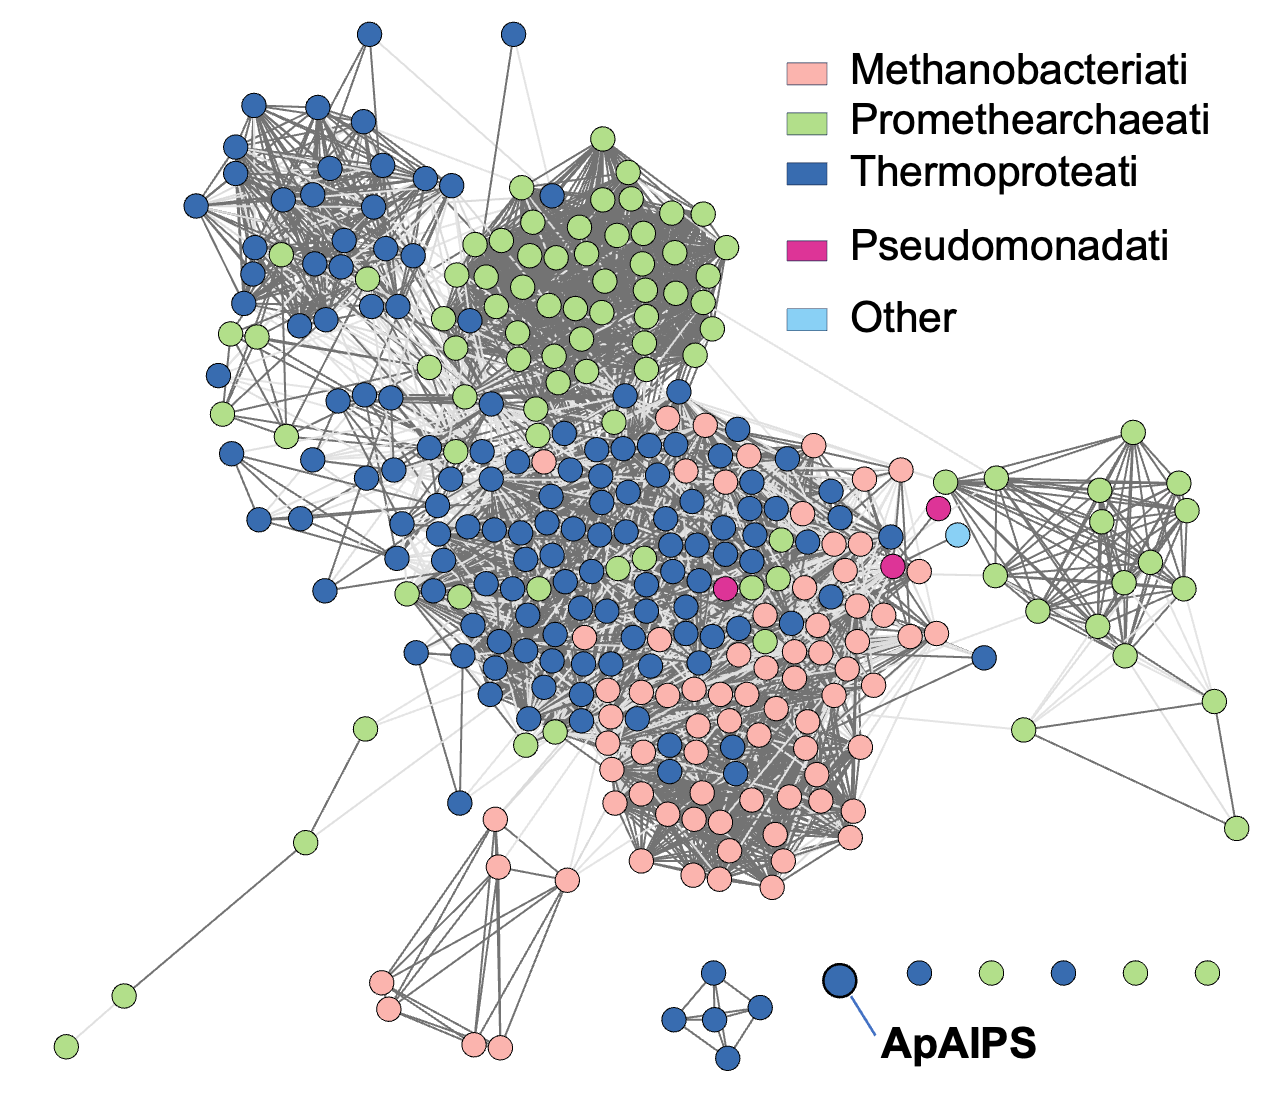 Methanobacteriati
Promethearchaeati
Thermoproteati
Pseudomonadati
Other
ApAIPS